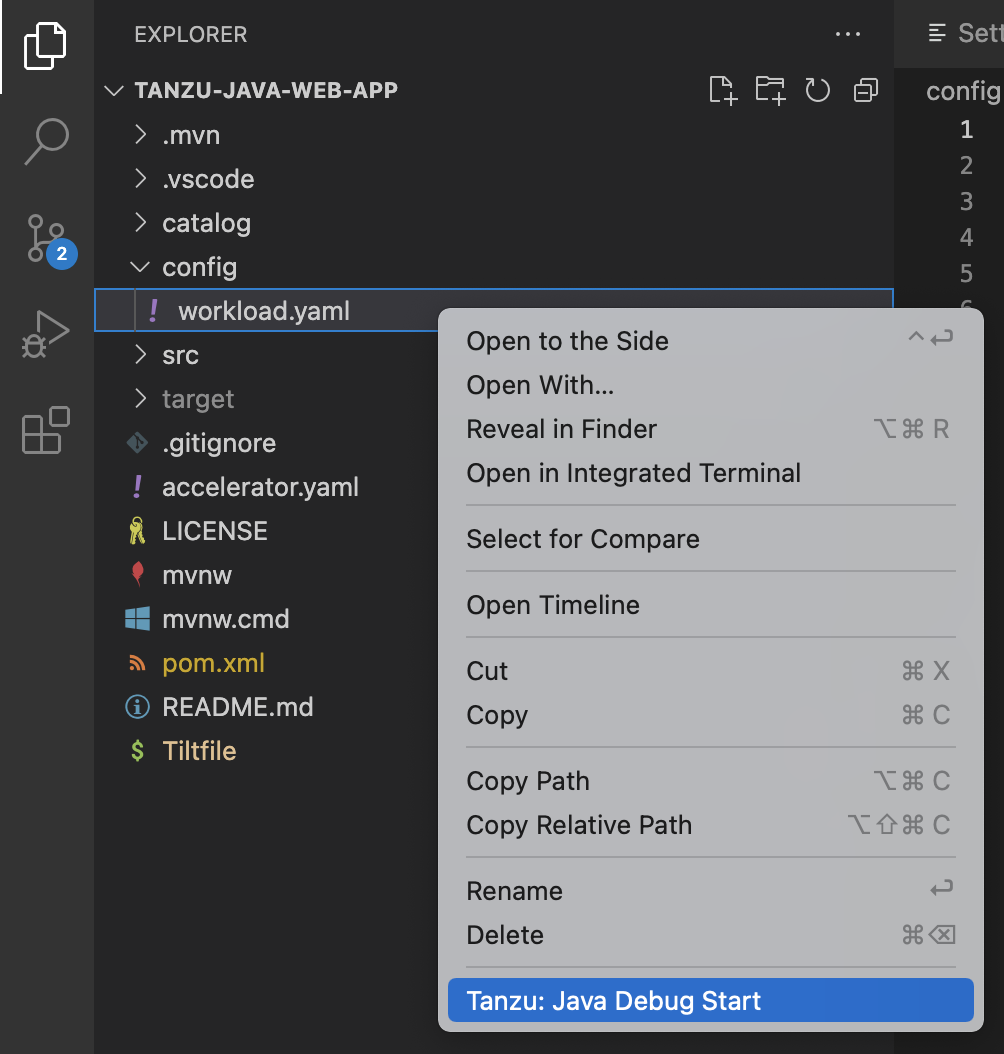 EXPLORER
Sett
TANZU-JAVA-WEB-APP
config
.mvn
1
2
.vscode
3
catalog
4
config
5
workload.yaml
6
src
target
.gitignore
accelerator.yaml
LICENSE
mvnw
mvnw.cmd
pom.xml
README.md
Tiltfile
2
Open to the Side ^ ↩
Open With...
Reveal in Finder ⌥⌘ R
Open in Integrated Terminal
Select for Compare
Open Timeline
Cut ⌘ X
Copy ⌘ C
Copy Path ⌥⌘ C
Copy Relative Path ⌥⇧⌘ C
Rename ↩
Delete ⌘⌫
Tanzu: Java Debug Start